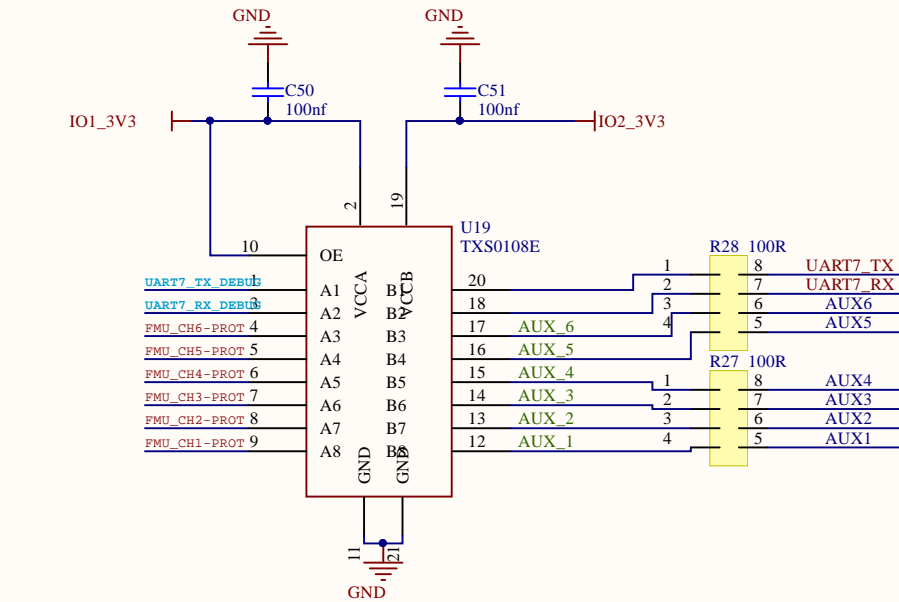 GND
GND
C50
100nf
C51
100nf
IO1_3V3
IO2_3V3
2
19
U19
TXS0108E
10
OE
VCCA
VCCB
R28 100R
UART7_TX_DEBUG
1
A1
B1
20
1
8
UART7_TX
UART7_RX_DEBUG
3
A2
B2
18
2
7
UART7_RX
FMU_CH6-PROT
4
A3
B3
17
AUX_6
3
6
AUX6
FMU_CH5-PROT
5
A4
B4
16
AUX_5
4
5
AUX5
R27 100R
FMU_CH4-PROT
6
A5
B5
15
AUX_4
1
8
AUX4
FMU_CH3-PROT
7
A6
B6
14
AUX_3
2
7
AUX3
FMU_CH2-PROT
8
A7
B7
13
AUX_2
3
6
AUX2
FMU_CH1-PROT
9
A8
B8
12
AUX_1
4
5
AUX1
GND
GND
11
21
GND